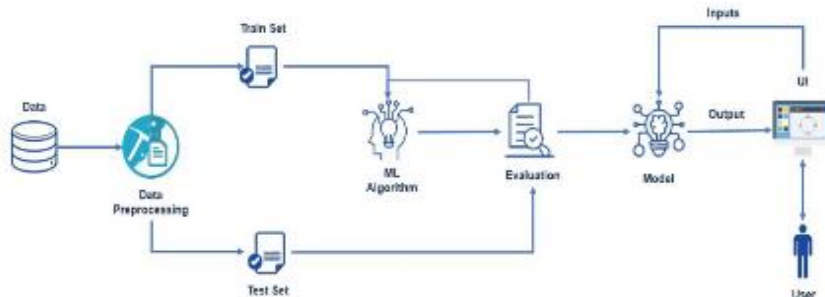 Train Set
Inputs
Data
UI
Output
ML
Algorithm
Evaluation
Model
Data
Preprocessing
Test Set
User